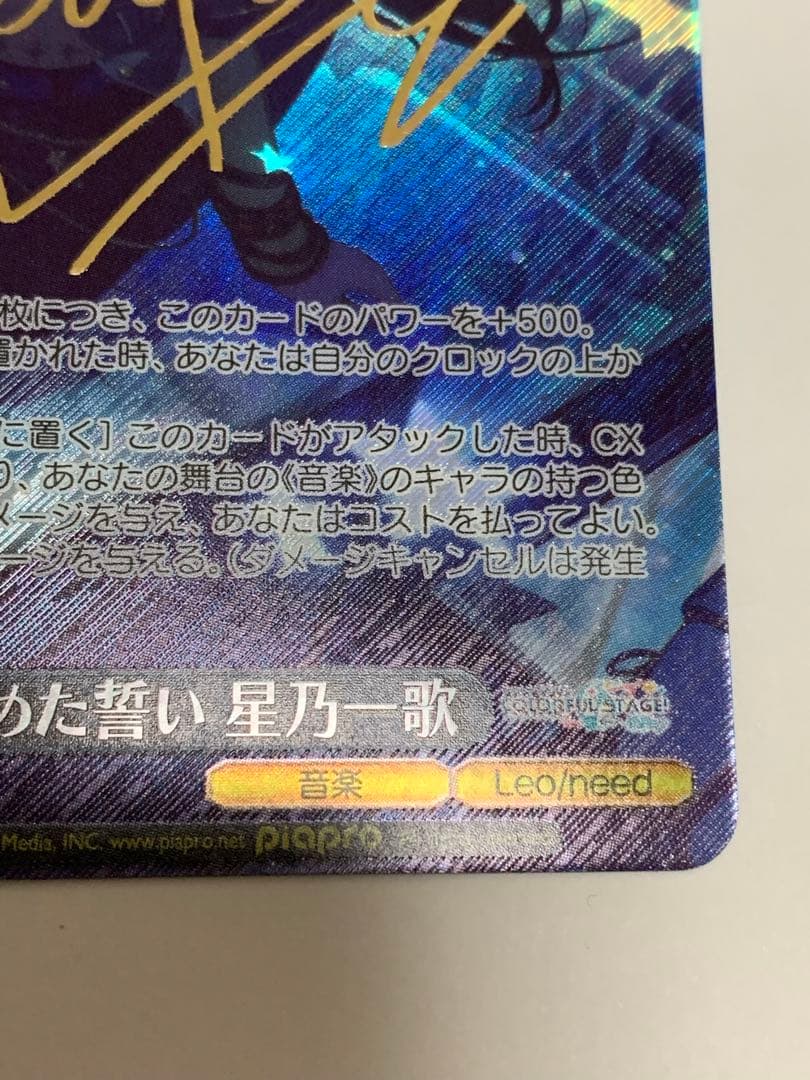 枚につき、このカードのパワーを+500。
置かれた時、あなたは自分のクロックの上か
に置く］このカードがアタックした時、CX
り、あなたの舞台の《音楽》のキャラの持つ色
メージを与え、あなたはコストを払ってよい。
ージを与える。（ダメージキャンセルは発生
めた誓い 星乃一歌
COLORFUL STAGE!
音楽 Leo/need
Media, INC. www.piapro.net piapro